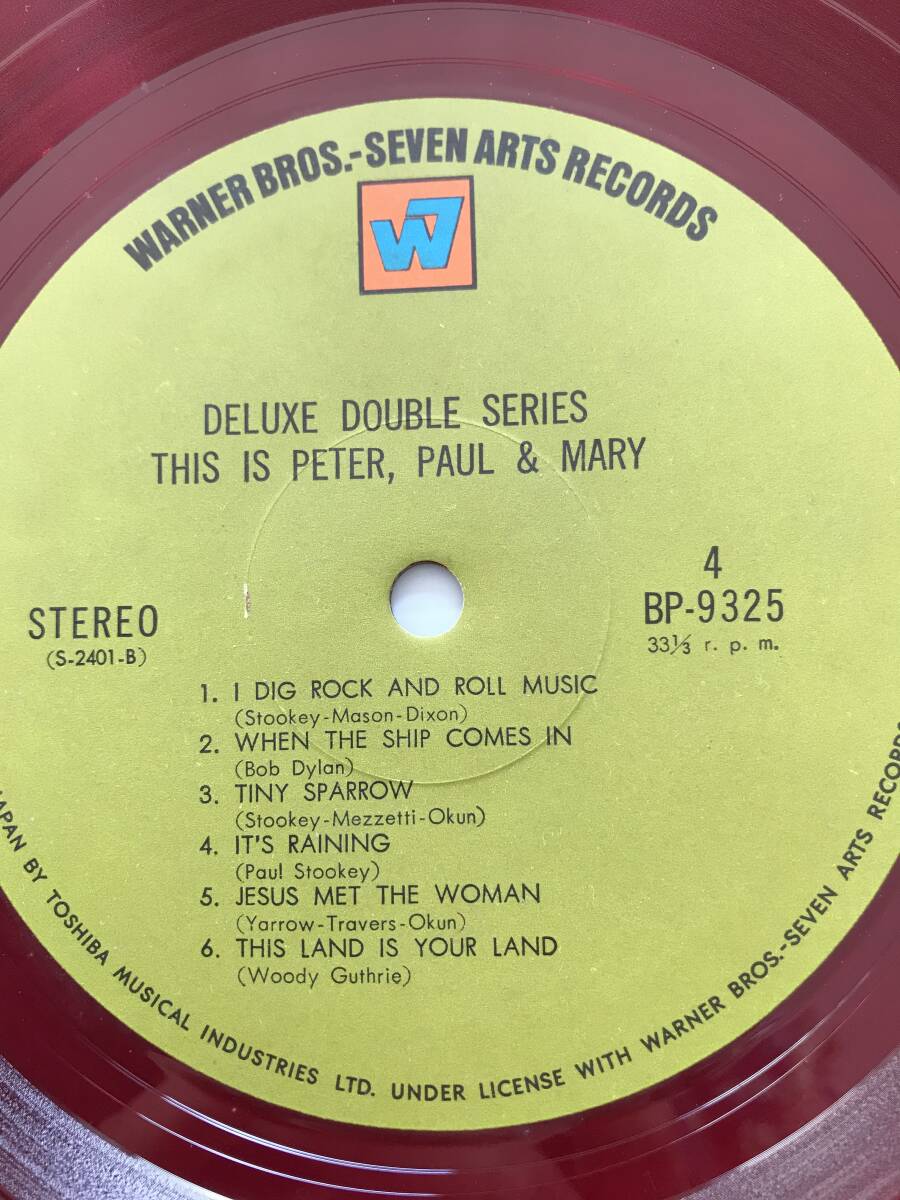 WARNER BROS.-SEVEN ARTS RECORDS
W7
DELUXE DOUBLE SERIES
THIS IS PETER, PAUL & MARY
4
STEREO
BP-9325
(S-2401-B)
33⅓ r. p. m.
1. I DIG ROCK AND ROLL MUSIC
(Stookey-Mason-Dixon)
2. WHEN THE SHIP COMES IN
(Bob Dylan)
3. TINY SPARROW
(Stookey-Mezzetti-Okun)
4. IT'S RAINING
(Paul Stookey)
5. JESUS MET THE WOMAN
(Yarrow-Travers-Okun)
6. THIS LAND IS YOUR LAND
(Woody Guthrie)
JAPAN BY TOSHIBA MUSICAL INDUSTRIES LTD. UNDER LICENSE WITH WARNER BROS.-SEVEN ARTS RECORDS